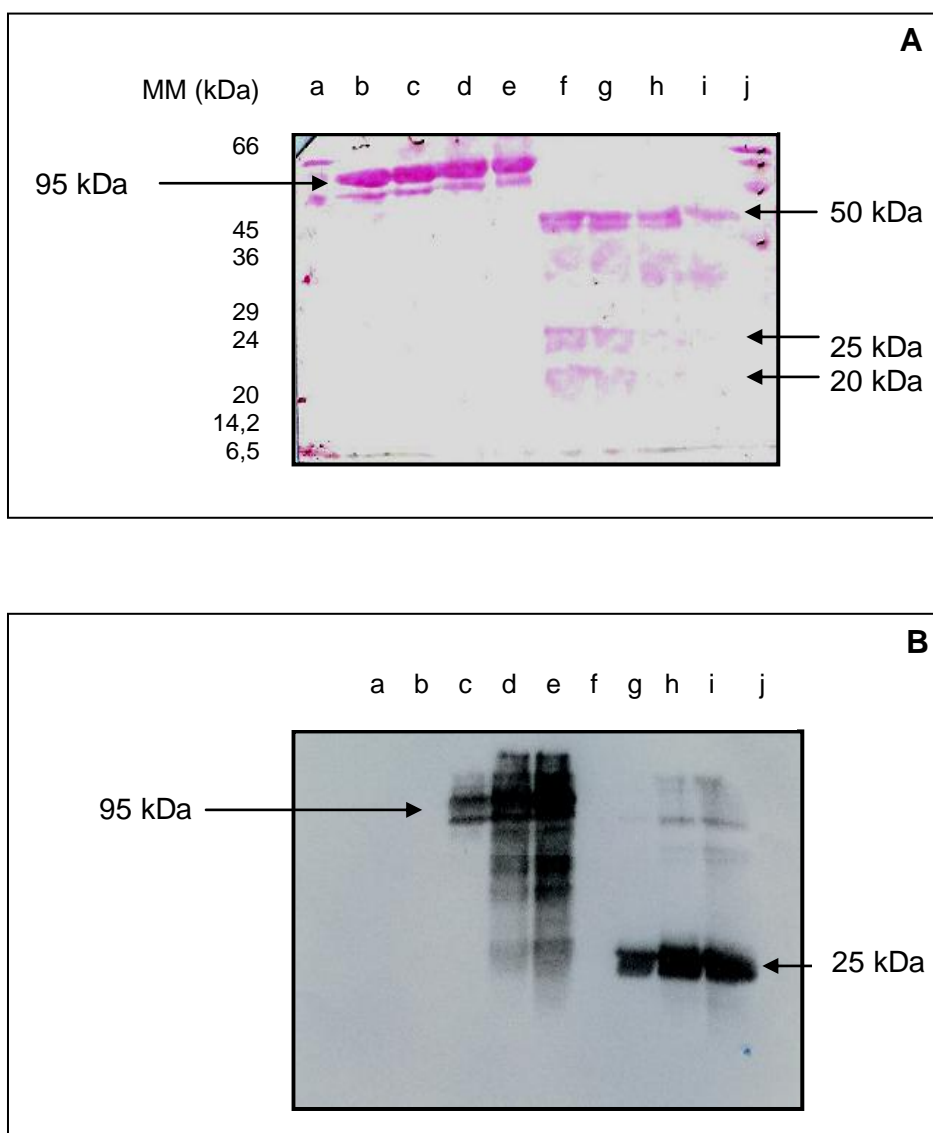 A
MM (kDa) a b c d e f g h i j
66
95 kDa
45
50 kDa
36
29
24
25 kDa
20 kDa
20
14,2
6,5
B
a b c d e f g h i j
95 kDa
25 kDa